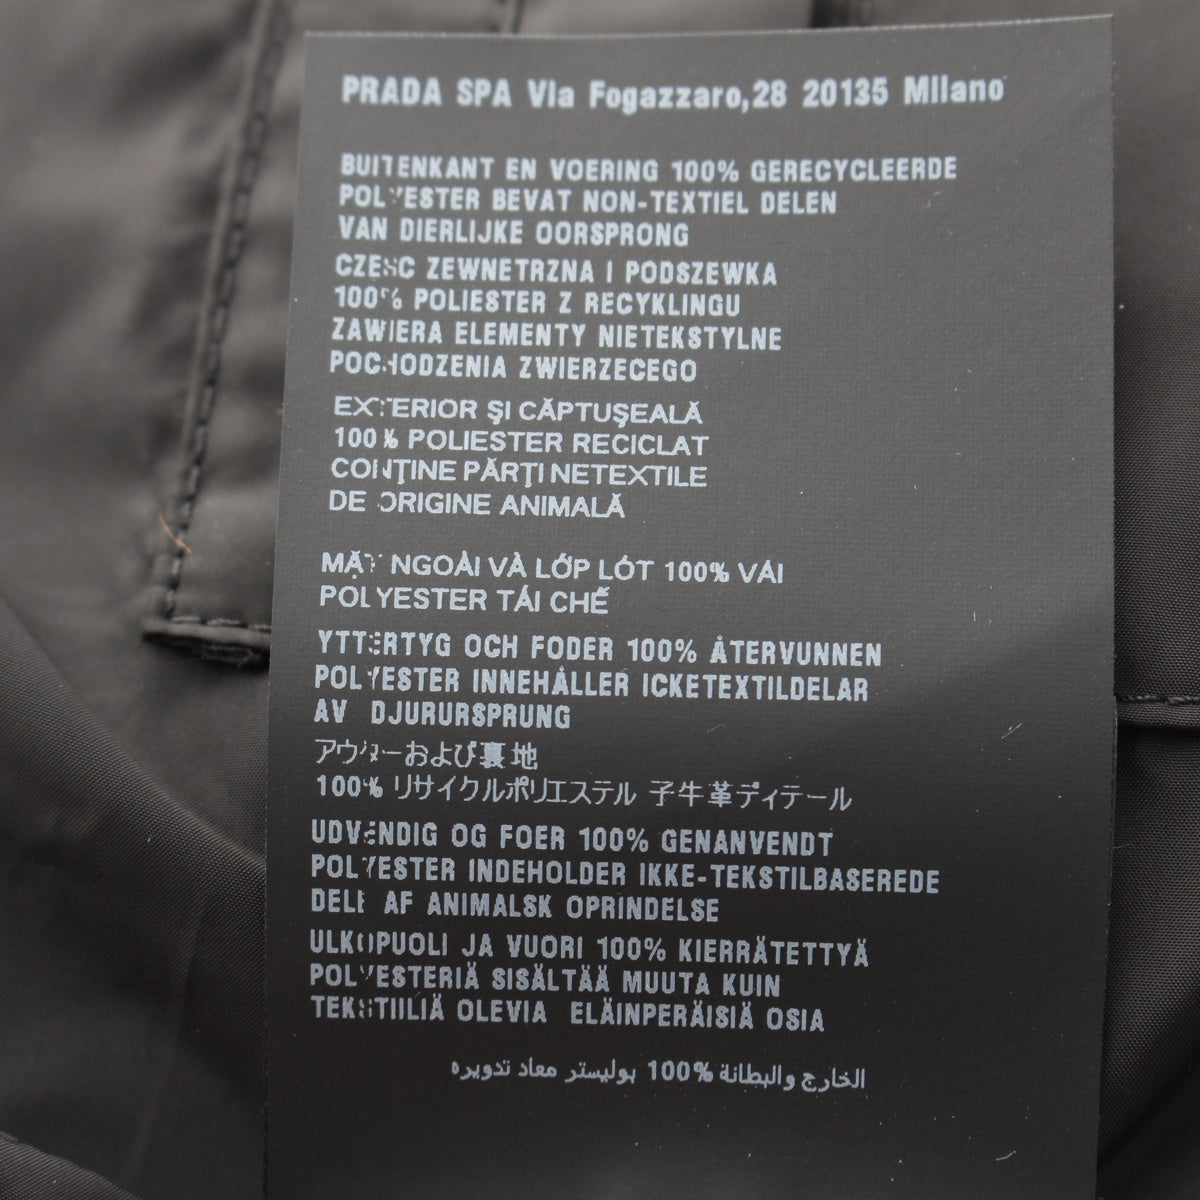 PRADA SPA Via Fogazzaro,28 20135 Milano
BUITENKANT EN VOERING 100% GERECYCLEERDE
POLYESTER BEVAT NON-TEXTIEL DELEN
VAN DIERLIJKE OORSPRONG
CZESC ZEWNETRZNA I PODSZEWKA
100% POLIESTER Z RECYKLINGU
ZAWIERA ELEMENTY NIETEKSTYLNE
POCHODZENIA ZWIERZECEGO
EXTERIOR ŞI CĂPTUŞEALĂ
100% POLIESTER RECICLAT
CONŢINE PĂRŢI NETEXTILE
DE ORIGINE ANIMALĂ
MẶT NGOÀI VÀ LỚP LÓT 100% VẢI
POLYESTER TÁI CHẾ
YTTERTYG OCH FODER 100% ÅTERVUNNEN
POLYESTER INNEHÅLLER ICKETEXTILDELAR
AV DJURURSPRUNG
アウターおよび裏地
100% リサイクルポリエステル 子牛革ディテール
UDVENDIG OG FOER 100% GENANVENDT
POLYESTER INDEHOLDER IKKE-TEKSTILBASEREDE
DELE AF ANIMALSK OPRINDELSE
ULKOPUOLI JA VUORI 100% KIERRÄTETTYÄ
POLYESTERIÄ SISÄLTÄÄ MUUTA KUIN
TEKSTIILIÄ OLEVIA ELÄINPERÄISIÄ OSIA
الخارج والبطانة 100% بوليستر معاد تدويره